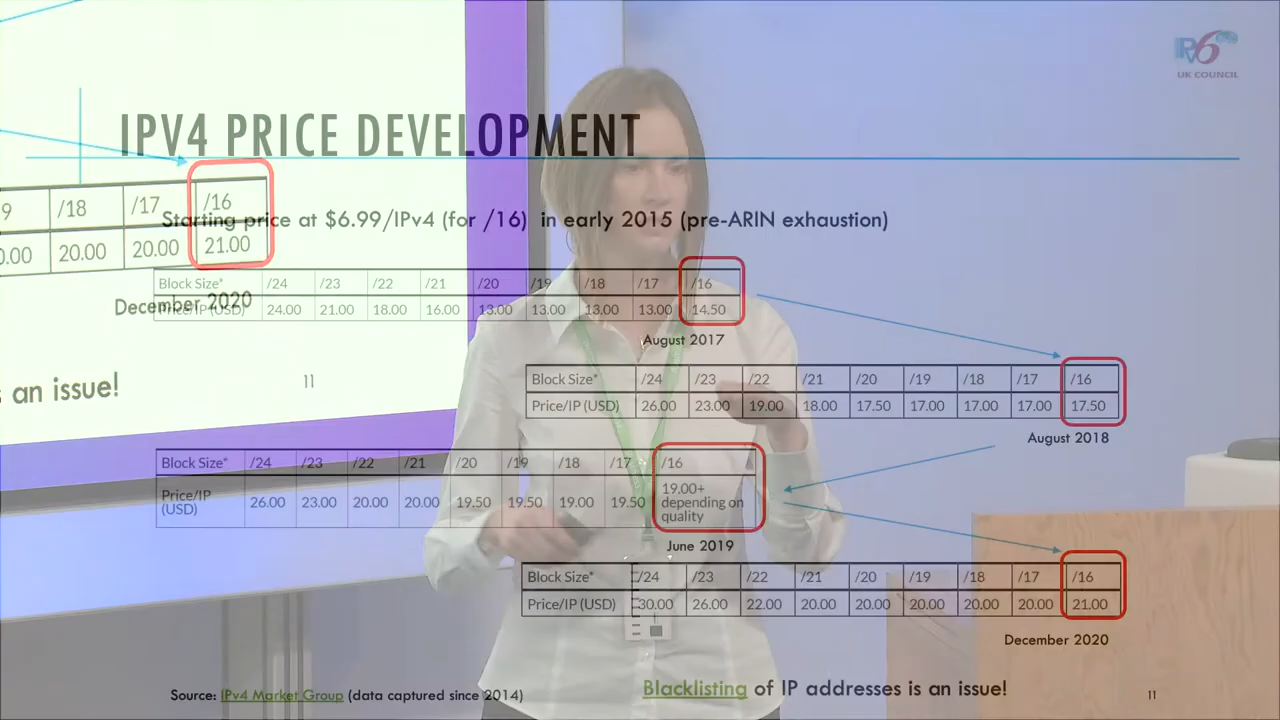 IPv6
UK COUNCIL
IPV4 PRICE DEVELOPMENT
9 /18 /17 /16
0.00 20.00 20.00 21.00
December 2020
s an issue!
11
Starting price at $6.99/IPv4 (for /16) in early 2015 (pre-ARIN exhaustion)
Block Size* /24 /23 /22 /21 /20 /19 /18 /17 /16
Price/IP (USD) 24.00 21.00 18.00 16.00 13.00 13.00 13.00 13.00 14.50
August 2017
Block Size* /24 /23 /22 /21 /20 /19 /18 /17 /16
Price/IP (USD) 26.00 23.00 19.00 18.00 17.50 17.00 17.00 17.00 17.50
August 2018
Block Size* /24 /23 /22 /21 /20 /19 /18 /17 /16
Price/IP (USD) 26.00 23.00 20.00 20.00 19.50 19.50 19.00 19.50 19.00+ depending on quality
June 2019
Block Size* /24 /23 /22 /21 /20 /19 /18 /17 /16
Price/IP (USD) 30.00 26.00 22.00 20.00 20.00 20.00 20.00 20.00 21.00
December 2020
Source: IPv4 Market Group (data captured since 2014)
Blacklisting of IP addresses is an issue!
11